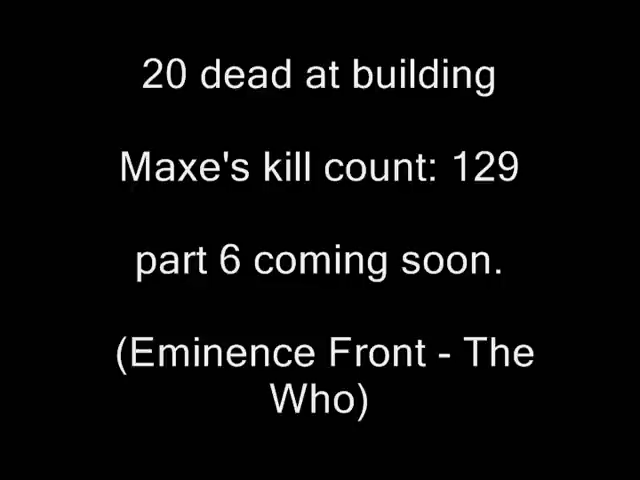 20 dead at building
Maxe's kill count: 129
part 6 coming soon.
(Eminence Front - The
Who)